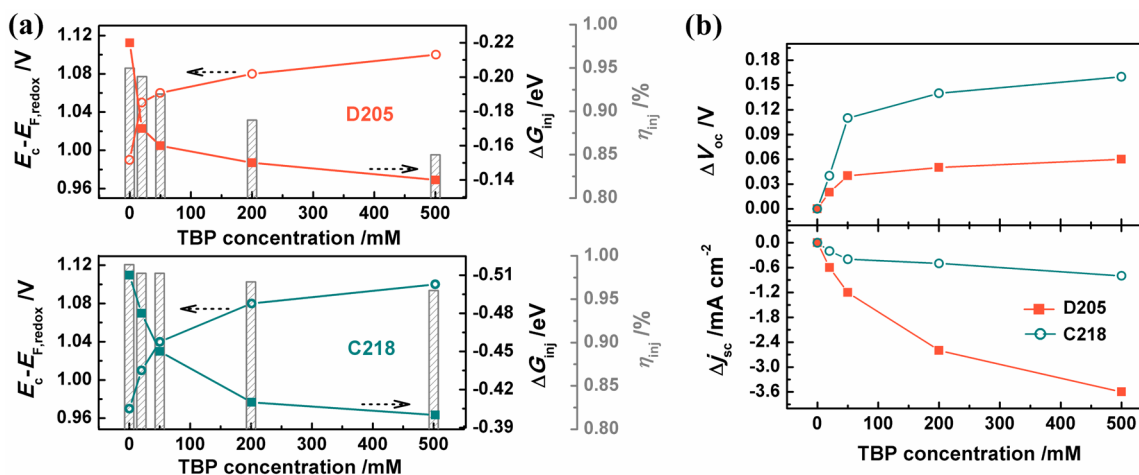 (a)
E_c-E_F,redox /V
1.12
1.08
1.04
1.00
0.96
D205
-0.22
-0.20
-0.18
-0.16
-0.14
ΔG_inj /eV
1.00
0.95
0.90
0.85
0.80
η_inj /%
0 100 200 300 400 500
TBP concentration /mM
E_c-E_F,redox /V
1.12
1.08
1.04
1.00
0.96
C218
-0.51
-0.48
-0.45
-0.42
-0.39
ΔG_inj /eV
1.00
0.95
0.90
0.85
0.80
η_inj /%
0 100 200 300 400 500
TBP concentration /mM
(b)
ΔV_oc /V
0.18
0.15
0.12
0.09
0.06
0.03
0.00
Δj_sc /mA cm⁻²
0.0
-0.6
-1.2
-1.8
-2.4
-3.0
-3.6
D205
C218
0 100 200 300 400 500
TBP concentration /mM